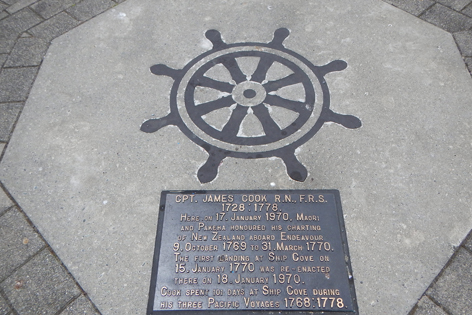 CPT. JAMES COOK R.N., F.R.S.
1728 : 1778
HERE, ON 17. JANUARY 1970, MAORI
AND PAKEHA HONOURED HIS CHARTING
OF NEW ZEALAND ABOARD ENDEAVOUR
9. OCTOBER 1769 TO 31. MARCH 1770.
THE FIRST LANDING AT SHIP COVE ON
15. JANUARY 1770 WAS RE-ENACTED
THERE ON 18. JANUARY 1970.
COOK SPENT 101 DAYS AT SHIP COVE DURING
HIS THREE PACIFIC VOYAGES 1768:1778.